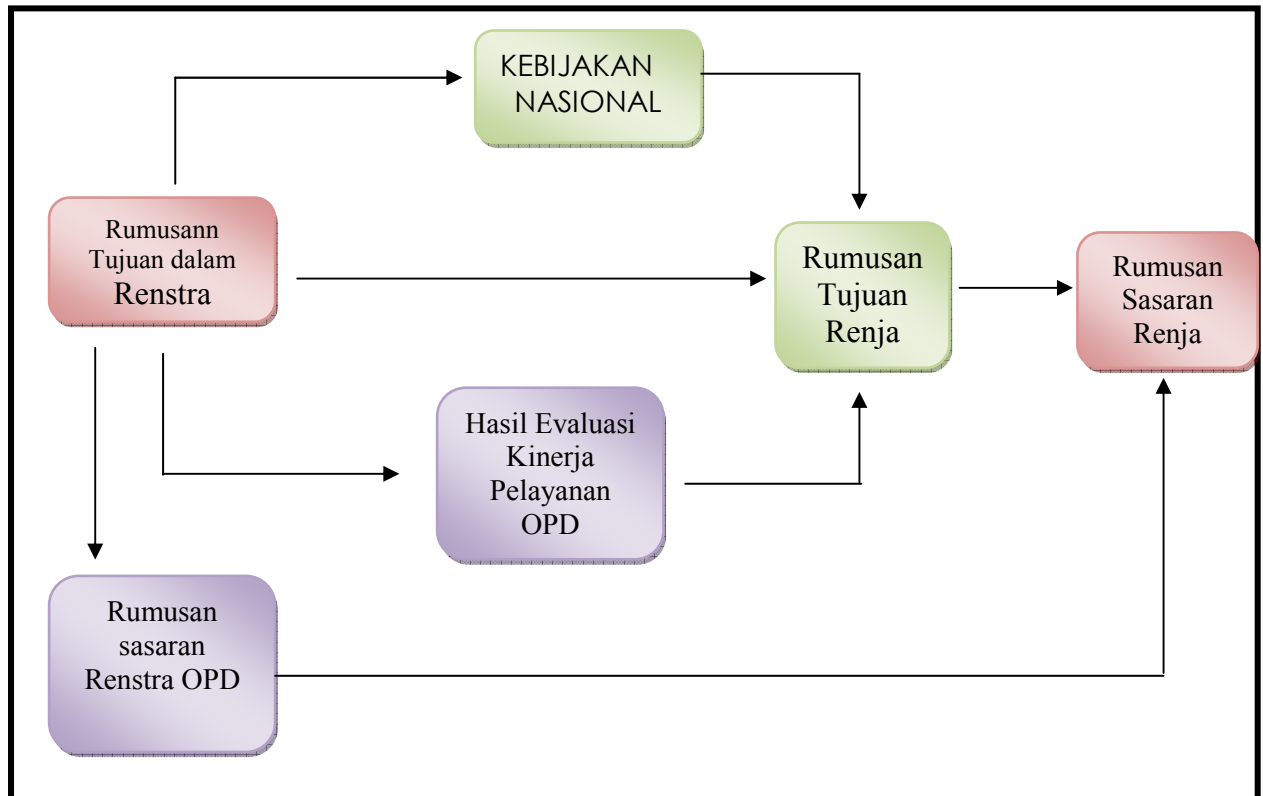 KEBIJAKAN
NASIONAL
Rumusann
Tujuan dalam
Renstra
Rumusan
Tujuan
Renja
Rumusan
Sasaran
Renja
Hasil Evaluasi
Kinerja
Pelayanan
OPD
Rumusan
sasaran
Renstra OPD